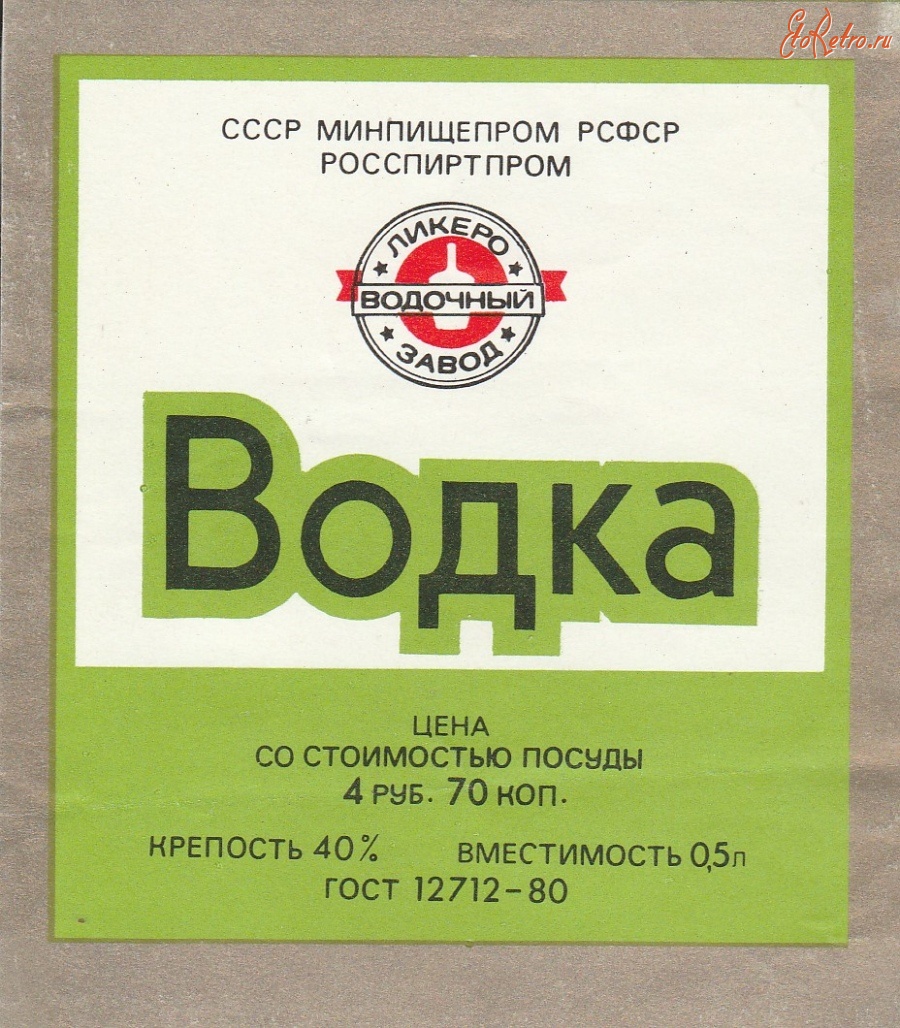 EtoRetro.ru
СССР МИНПИЩЕПРОМ РСФСР
РОССПИРТПРОМ
ЛИКЕРО
ВОДОЧНЫЙ
ЗАВОД
Водка
ЦЕНА
СО СТОИМОСТЬЮ ПОСУДЫ
4 РУБ. 70 КОП.
КРЕПОСТЬ 40% ВМЕСТИМОСТЬ 0,5л
ГОСТ 12712-80